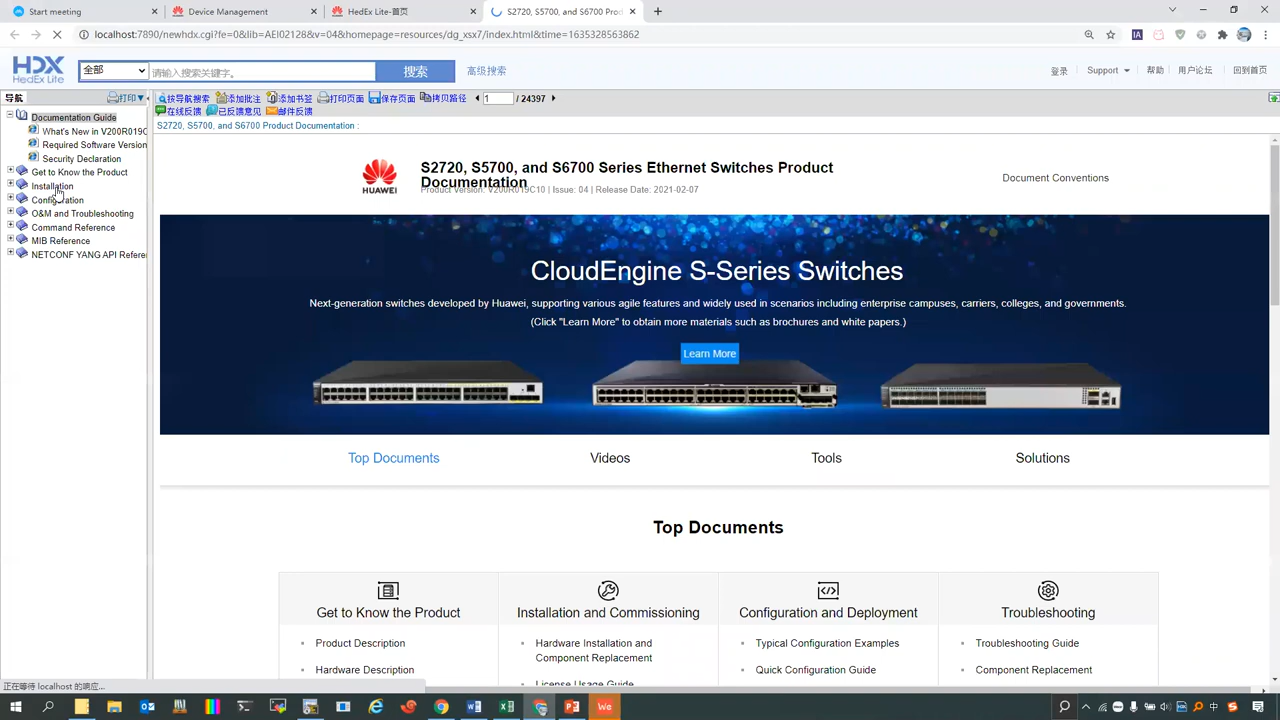 Start meeting
Device Management
HedEx Lite-首页
S2720, S5700, and S6700 Prod
localhost:7890/newhdx.cgi?fe=0&lib=AEI02128&v=04&homepage=resources/dg_xsx7/index.html&time=1635328563862
HDX
HedEx Lite
全部
请输入搜索关键字。
搜索
高级搜索
登录
Support
帮助
用户论坛
回到首页
导航
打印
按导航搜索
添加批注
添加书签
打印页面
保存页面
拷贝路径
1 / 24397
在线反馈
已反馈意见
邮件反馈
Documentation Guide
What's New in V200R019C
Required Software Version
Security Declaration
Get to Know the Product
Installation
Configuration
O&M and Troubleshooting
Command Reference
MIB Reference
NETCONF YANG API Refere
S2720, S5700, and S6700 Product Documentation :
HUAWEI
S2720, S5700, and S6700 Series Ethernet Switches Product
Documentation
Product Version: V200R019C10 | Issue: 04 | Release Date: 2021-02-07
Document Conventions
CloudEngine S-Series Switches
Next-generation switches developed by Huawei, supporting various agile features and widely used in scenarios including enterprise campuses, carriers, colleges, and governments.
(Click "Learn More" to obtain more materials such as brochures and white papers.)
Learn More
Top Documents
Videos
Tools
Solutions
Top Documents
Get to Know the Product
Installation and Commissioning
Configuration and Deployment
Troubleshooting
Product Description
Hardware Installation and
Component Replacement
Typical Configuration Examples
Troubleshooting Guide
Hardware Description
License Usage Guide
Quick Configuration Guide
Component Replacement
正在等待 localhost 的响应...
We
中